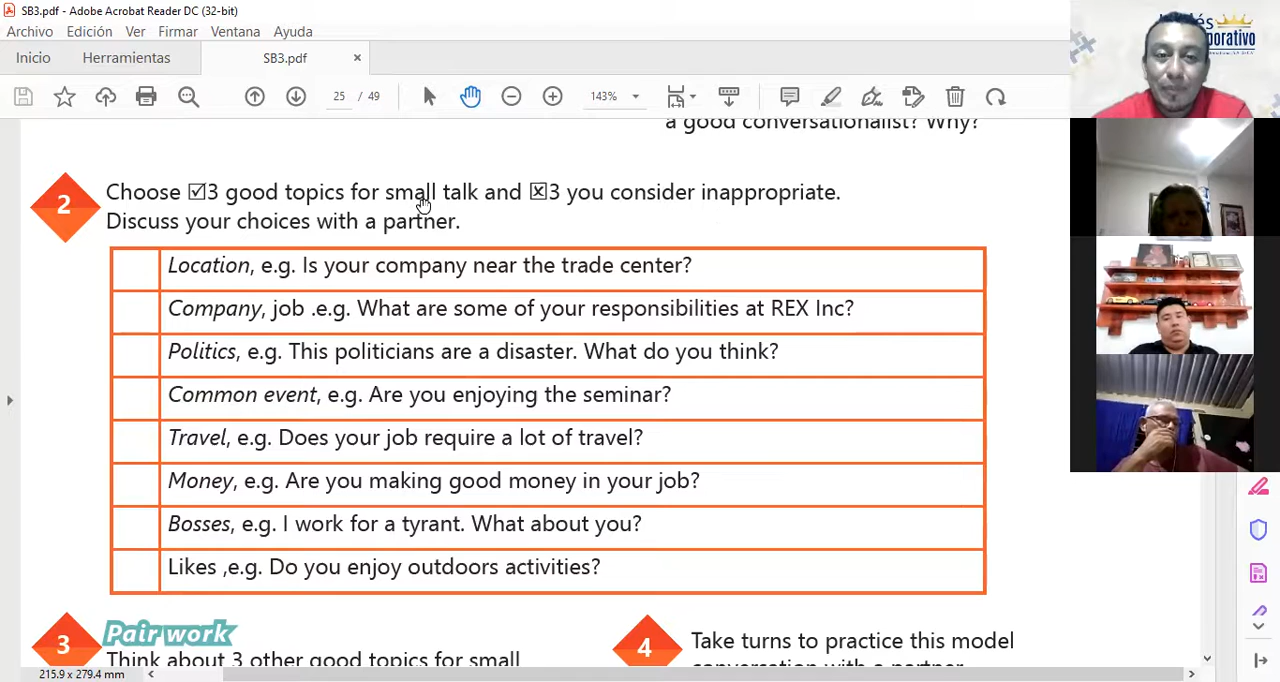 SB3.pdf - Adobe Acrobat Reader DC (32-bit)
Archivo Edición Ver Firmar Ventana Ayuda
Inicio Herramientas SB3.pdf ×
25 / 49 143%
a good conversationalist? Why?
2 Choose ☑3 good topics for small talk and ☒3 you consider inappropriate.
Discuss your choices with a partner.
Location, e.g. Is your company near the trade center?
Company, job .e.g. What are some of your responsibilities at REX Inc?
Politics, e.g. This politicians are a disaster. What do you think?
Common event, e.g. Are you enjoying the seminar?
Travel, e.g. Does your job require a lot of travel?
Money, e.g. Are you making good money in your job?
Bosses, e.g. I work for a tyrant. What about you?
Likes ,e.g. Do you enjoy outdoors activities?
3 Pair work
Think about 3 other good topics for small
4 Take turns to practice this model
conversation with a partner
215.9 x 279.4 mm